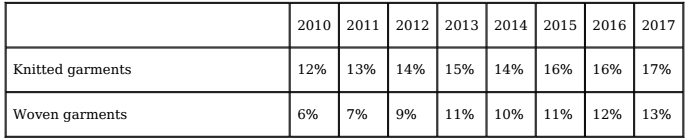 2010 2011 2012 2013 2014 2015 2016 2017
Knitted garments 12% 13% 14% 15% 14% 16% 16% 17%
Woven garments 6% 7% 9% 11% 10% 11% 12% 13%